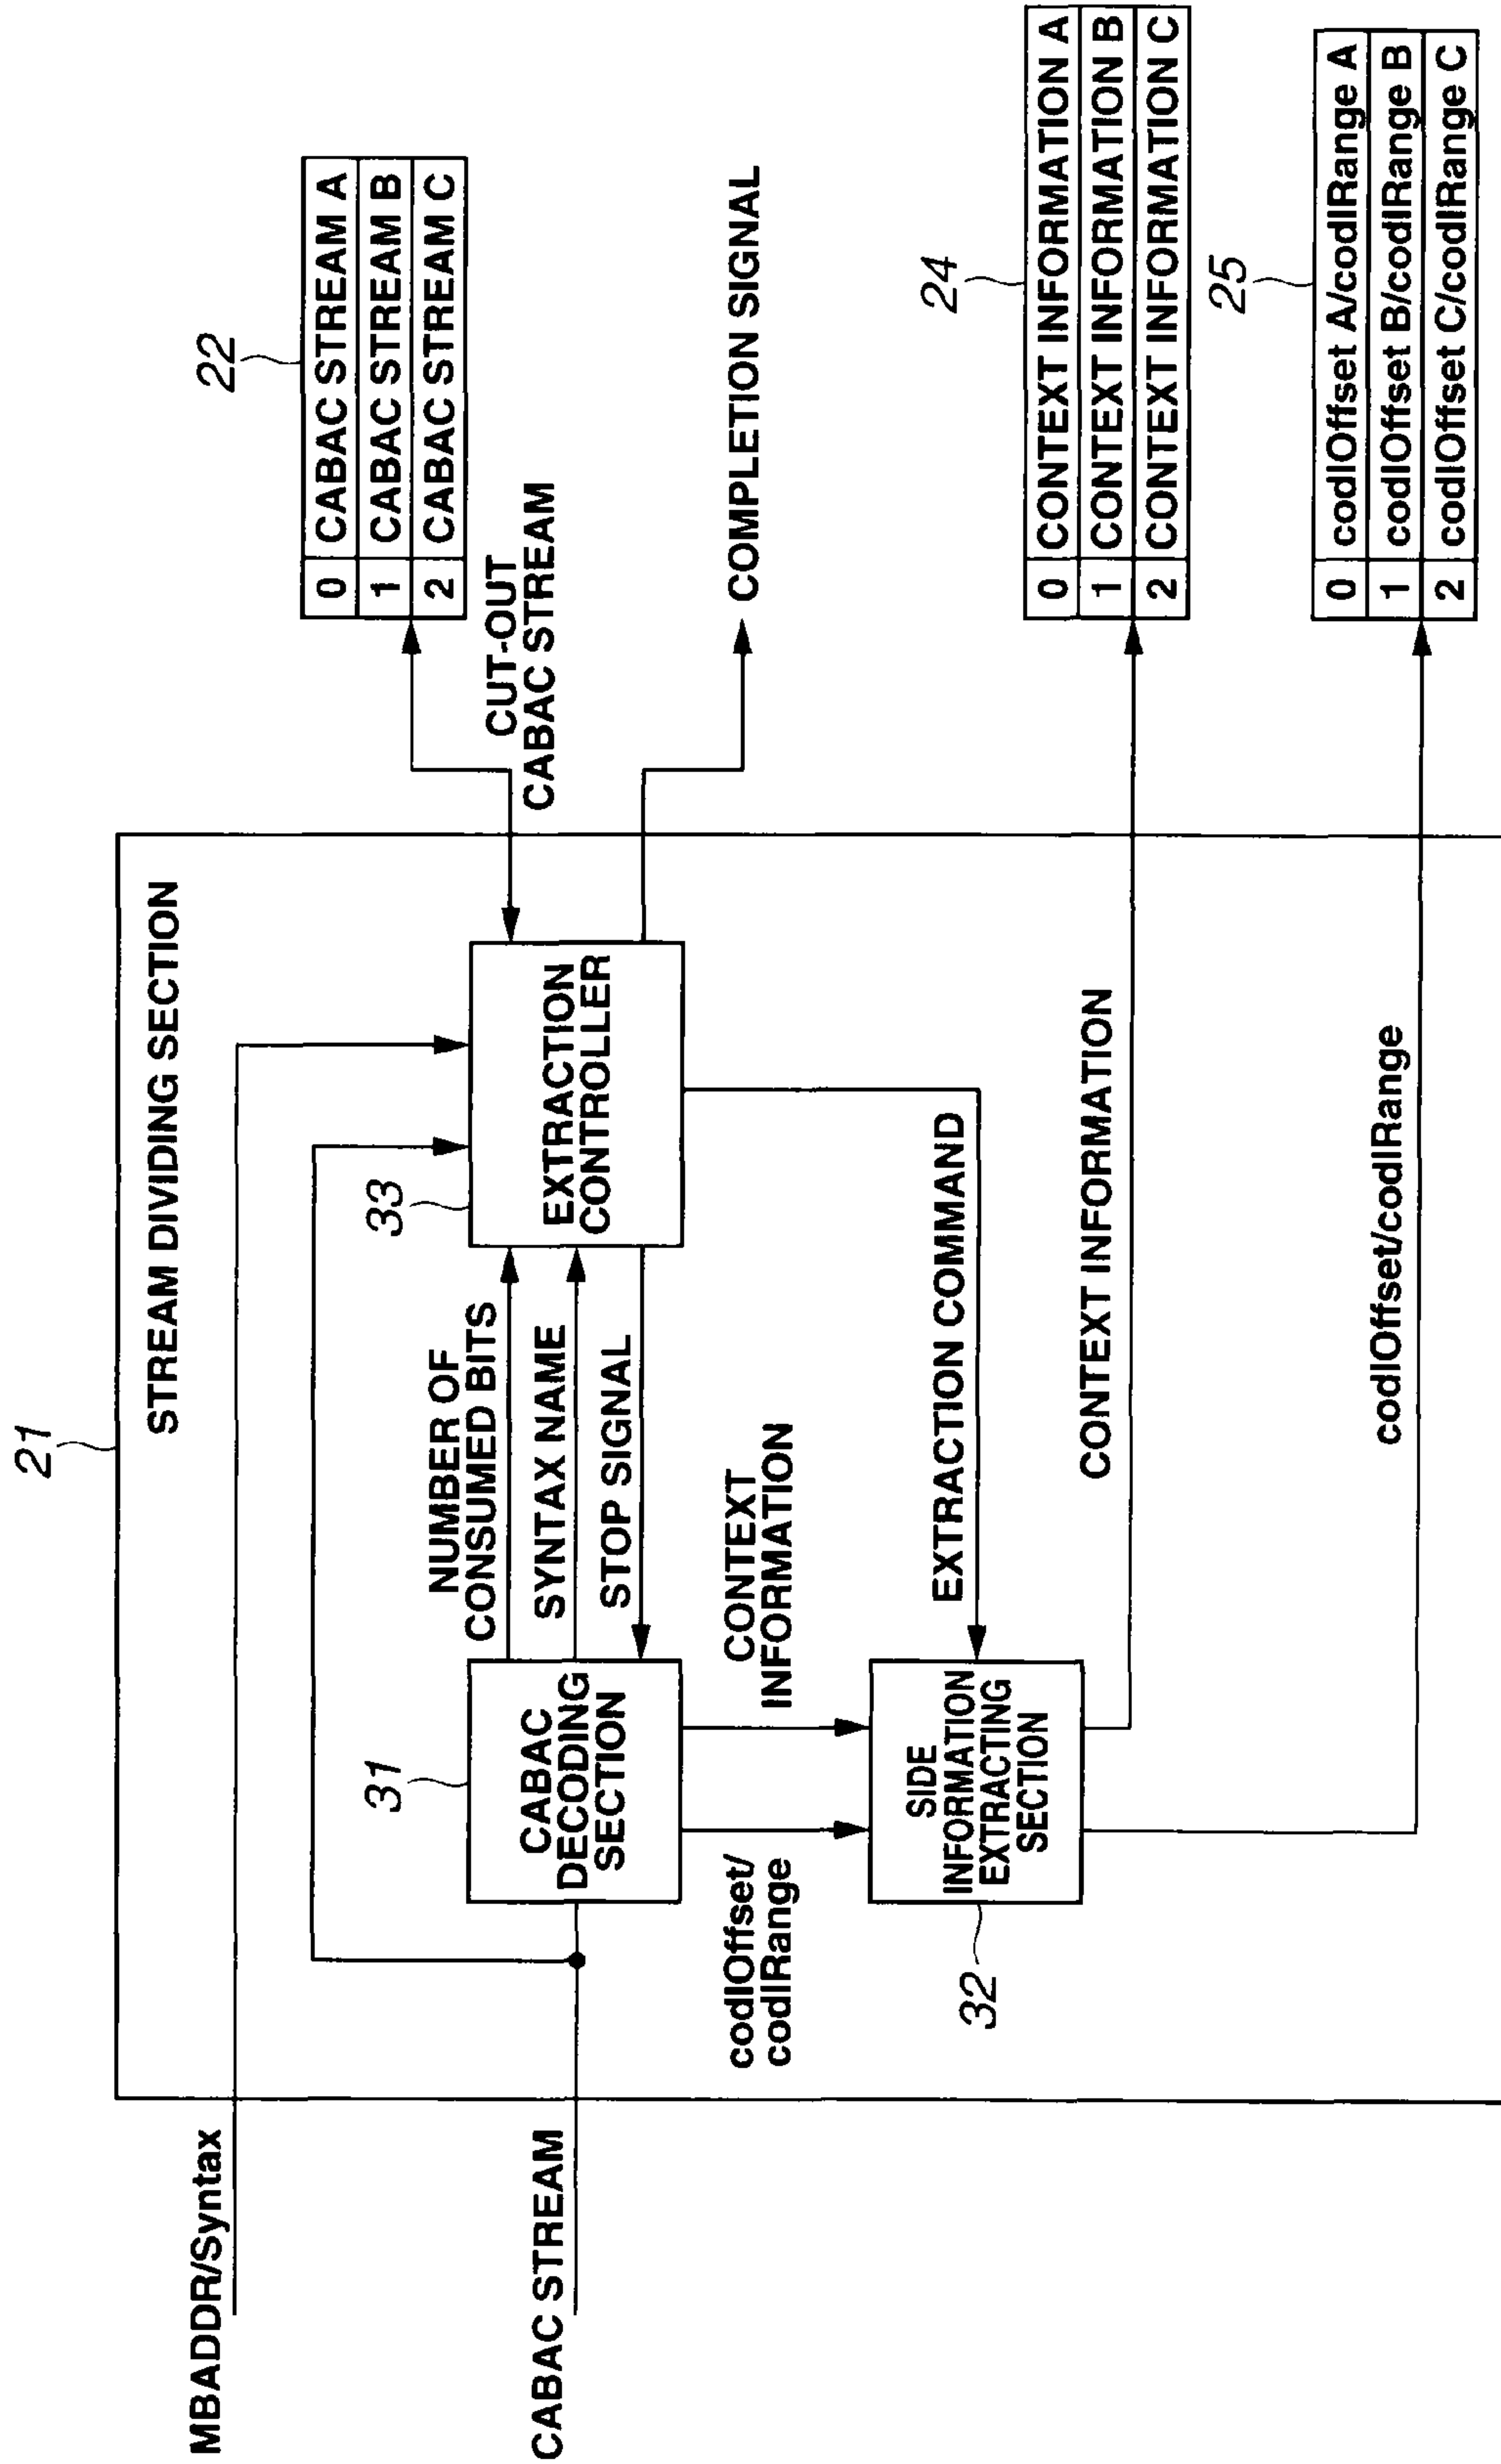 21
STREAM DIVIDING SECTION
MBADDR/Syntax
CABAC STREAM
31
CABAC
DECODING
SECTION
NUMBER OF
CONSUMED BITS
SYNTAX NAME
STOP SIGNAL
33
EXTRACTION
CONTROLLER
CUT-OUT
CABAC STREAM
22
0 CABAC STREAM A
1 CABAC STREAM B
2 CABAC STREAM C
COMPLETION SIGNAL
codIOffset/
codIRange
CONTEXT
INFORMATION
32
SIDE
INFORMATION
EXTRACTING
SECTION
EXTRACTION COMMAND
CONTEXT INFORMATION
24
0 CONTEXT INFORMATION A
1 CONTEXT INFORMATION B
2 CONTEXT INFORMATION C
codIOffset/codIRange
25
0 codIOffset A/codIRange A
1 codIOffset B/codIRange B
2 codIOffset C/codIRange C